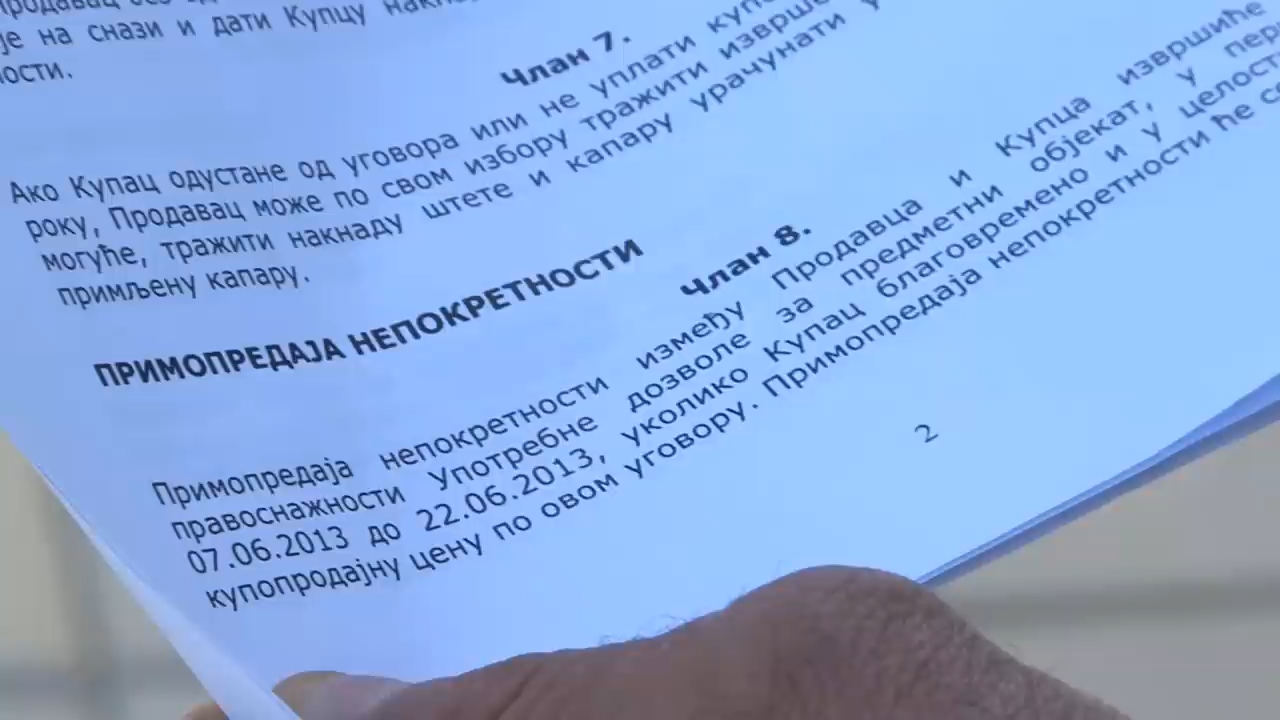 је на снази и дати Купцу
ости.
Члан 7.
Ако Купац одустане од уговора или не уплати
року, Продавац може по свом избору тражити
могуће, тражити накнаду штете и капару урачунати у
примљену капару.
ПРИМОПРЕДАЈА НЕПОКРЕТНОСТИ
Члан 8.
Примопредаја непокретности између Продавца и Купца извршиће
правоснажности Употребне дозволе за предметни објекат, у
07.06.2013 до 22.06.2013, уколико Купац благовремено и у
купопродајну цену по овом уговору. Примопредаја непокретности ће
2